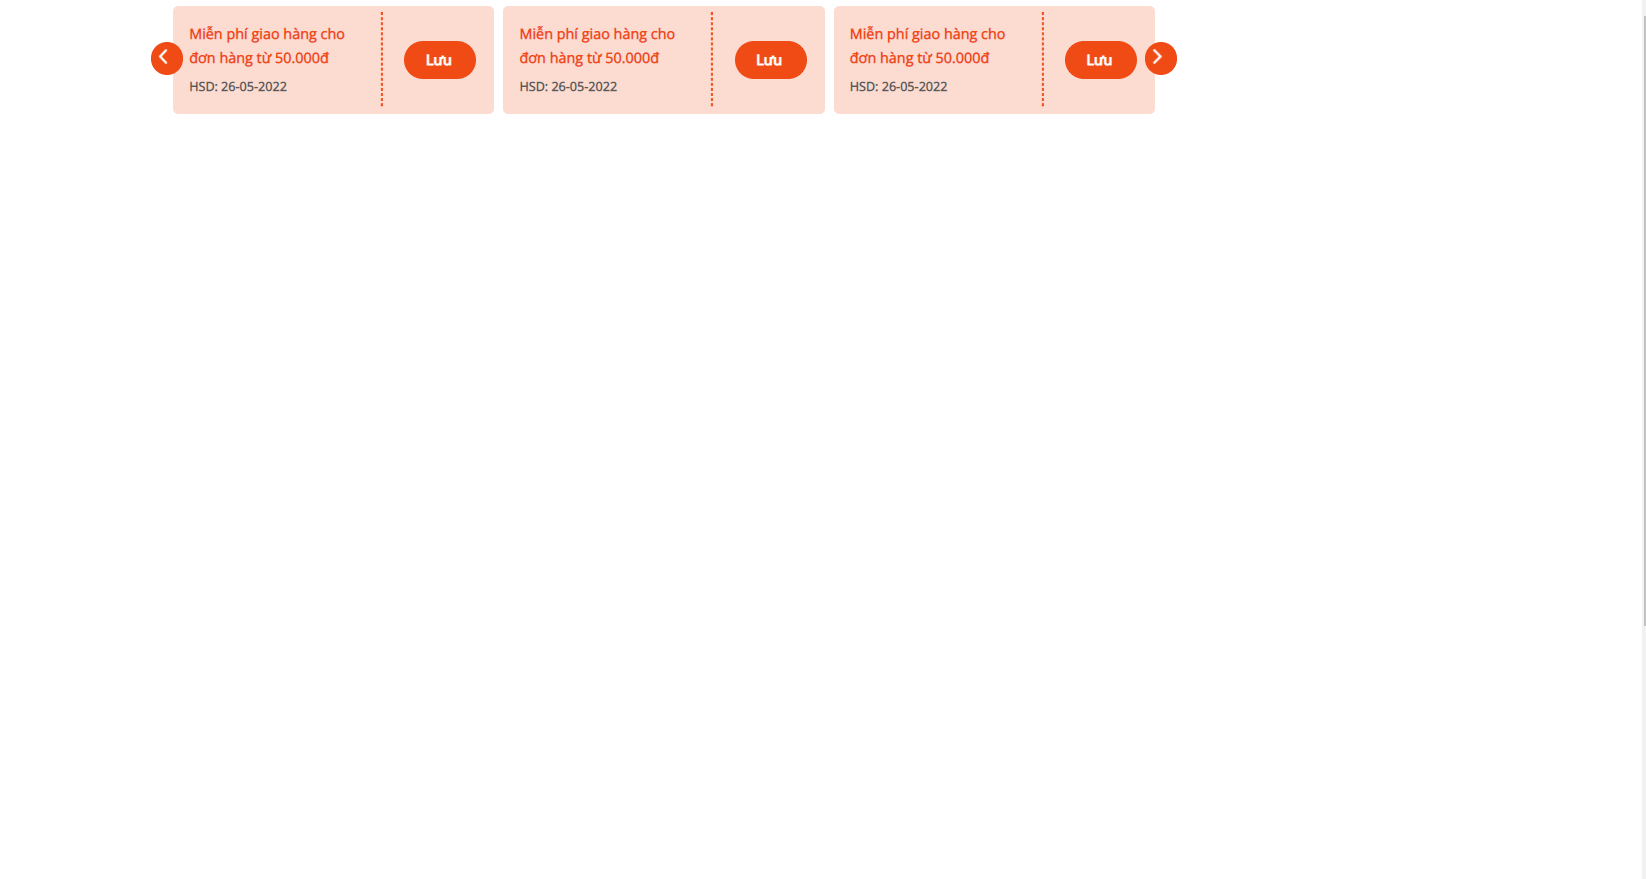 Miễn phí giao hàng cho
đơn hàng từ 50.000đ
HSD: 26-05-2022
Lưu
Miễn phí giao hàng cho
đơn hàng từ 50.000đ
HSD: 26-05-2022
Lưu
Miễn phí giao hàng cho
đơn hàng từ 50.000đ
HSD: 26-05-2022
Lưu